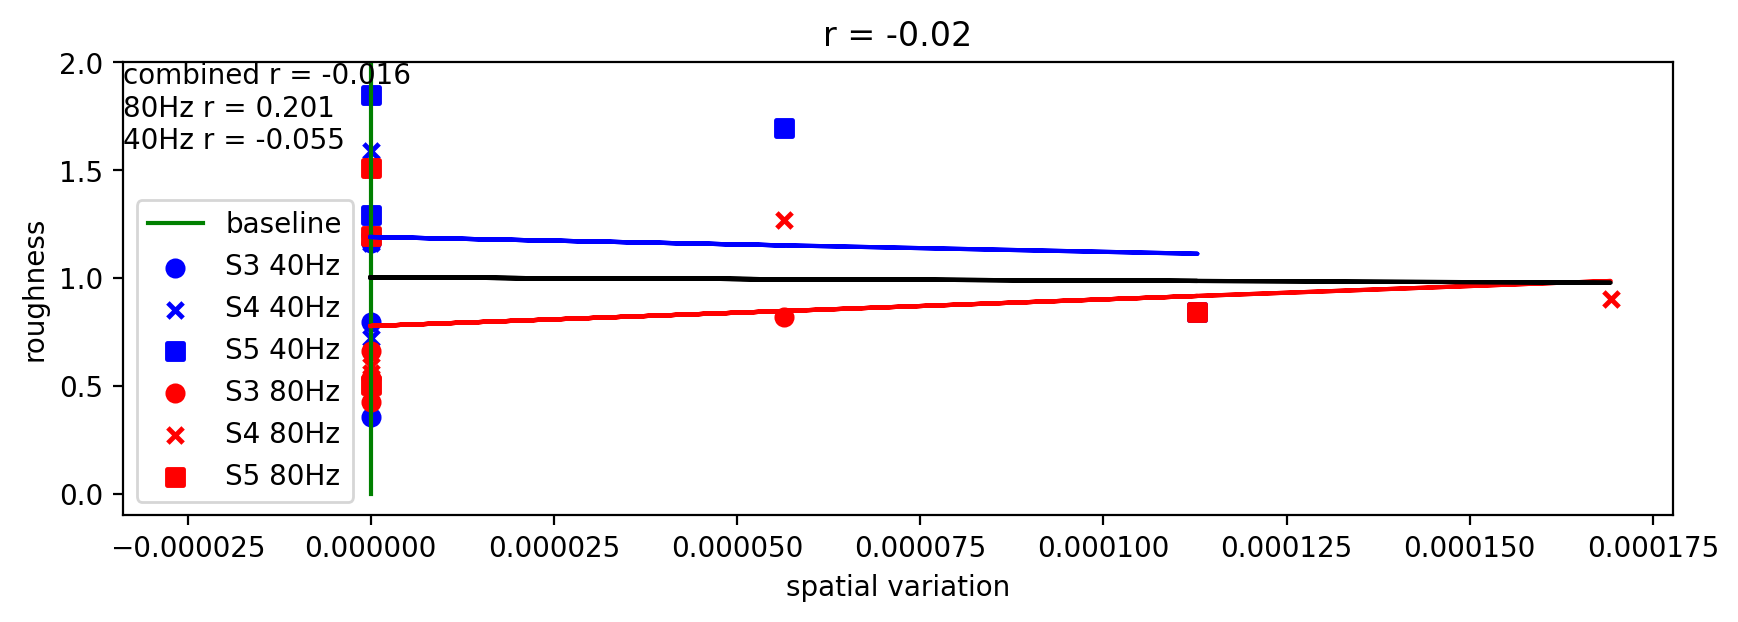 r = -0.02
combined r = -0.016
80Hz r = 0.201
40Hz r = -0.055
2.0
1.5
1.0
0.5
0.0
roughness
baseline
S3 40Hz
S4 40Hz
S5 40Hz
S3 80Hz
S4 80Hz
S5 80Hz
−0.000025 0.000000 0.000025 0.000050 0.000075 0.000100 0.000125 0.000150 0.000175
spatial variation